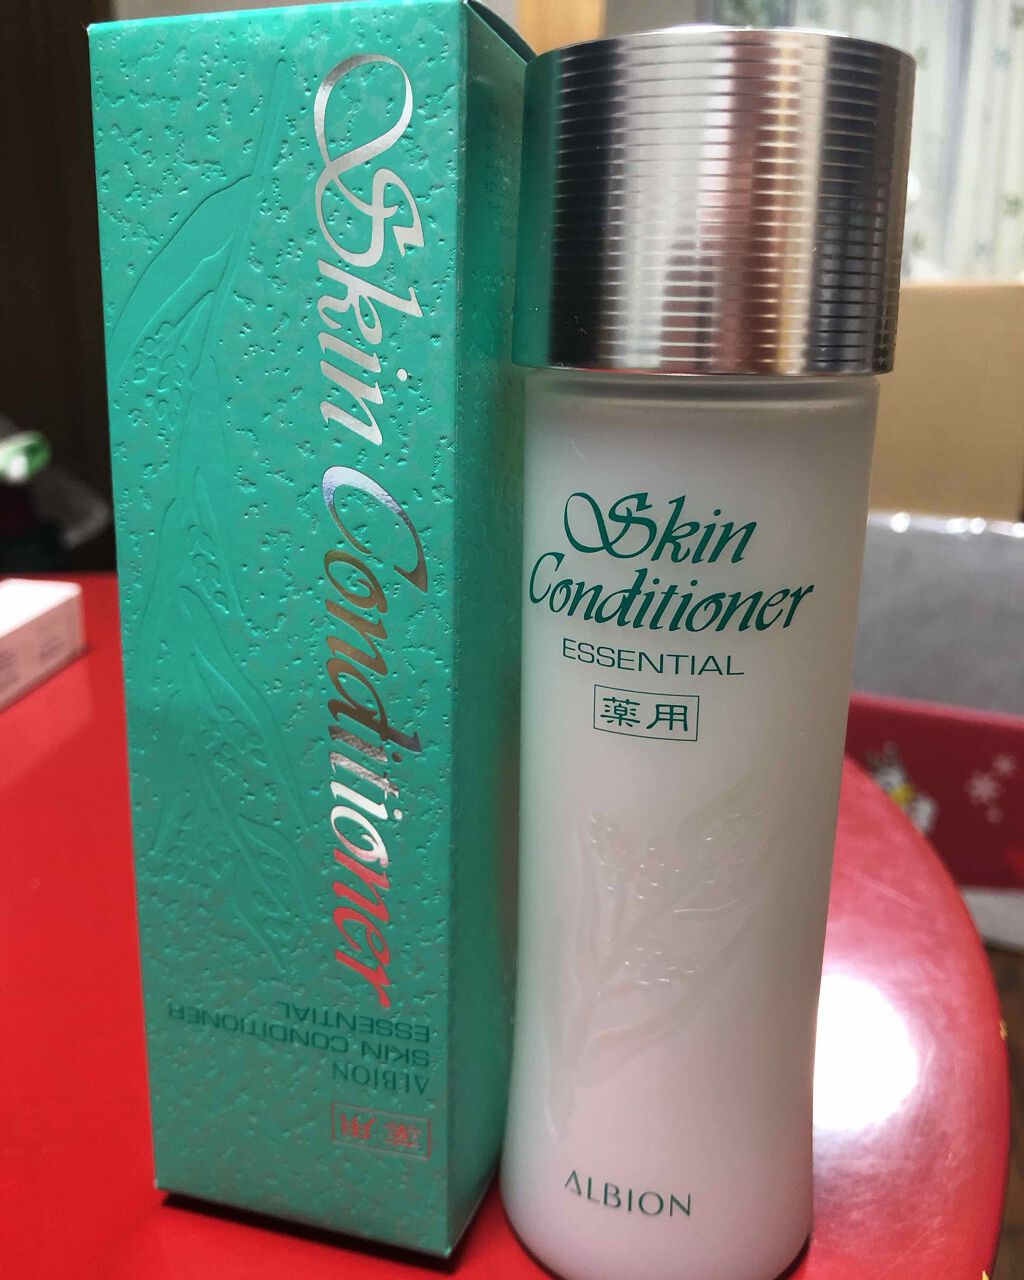 Skin Conditioner
ALBION
SKIN CONDITIONER
ESSENTIAL
薬用
Skin
Conditioner
ESSENTIAL
薬用
ALBION